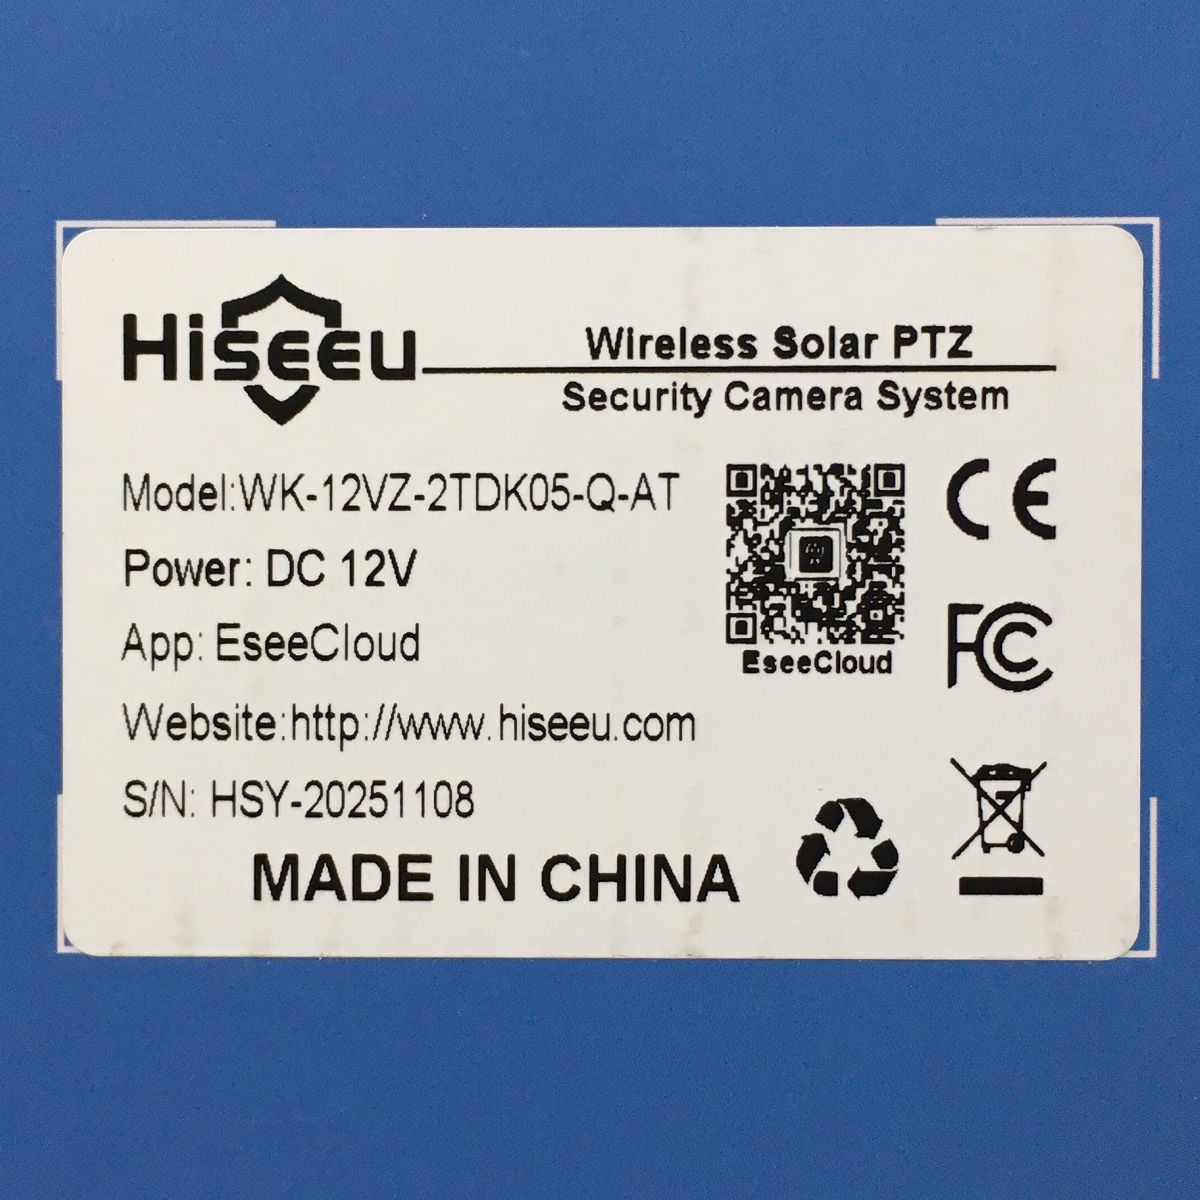 Hiseeu
Wireless Solar PTZ
Security Camera System
Model:WK-12VZ-2TDK05-Q-AT
Power: DC 12V
App: EseeCloud
Website:http://www.hiseeu.com
S/N: HSY-20251108
MADE IN CHINA
EseeCloud
CE
FC